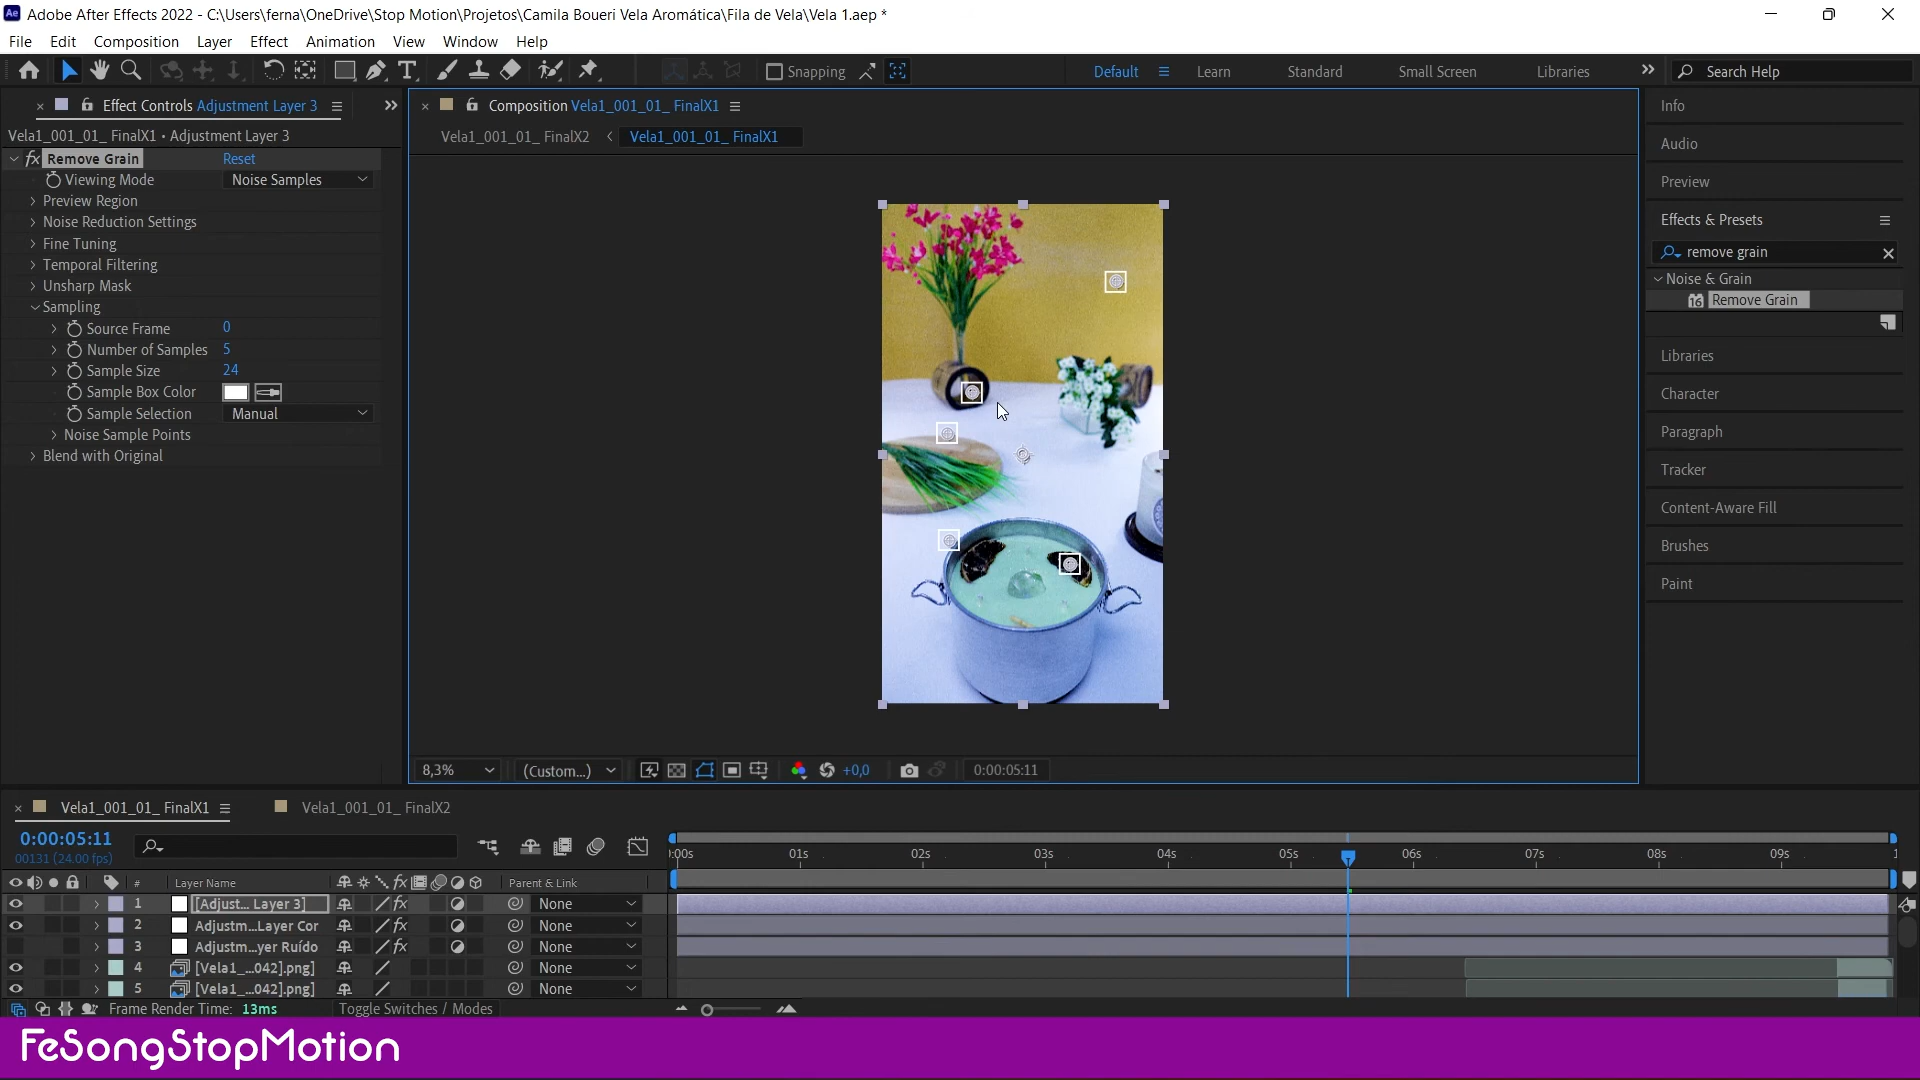 Adobe After Effects 2022 - C:\Users\ferna\OneDrive\Stop Motion\Projetos\Camila Boueri Vela Aromática\Fila de Vela\Vela 1.aep *
File Edit Composition Layer Effect Animation View Window Help
Snapping Default Learn Standard Small Screen Libraries Search Help
Effect Controls Adjustment Layer 3
Vela1_001_01_ FinalX1 • Adjustment Layer 3
fx Remove Grain Reset
Viewing Mode Noise Samples
Preview Region
Noise Reduction Settings
Fine Tuning
Temporal Filtering
Unsharp Mask
Sampling
Source Frame 0
Number of Samples 5
Sample Size 24
Sample Box Color
Sample Selection Manual
Noise Sample Points
Blend with Original
Composition Vela1_001_01_ FinalX1
Vela1_001_01_ FinalX2 < Vela1_001_01_ FinalX1
8,3% (Custom...) +0,0 0:00:05:11
Info
Audio
Preview
Effects & Presets
remove grain
Noise & Grain
16 Remove Grain
Libraries
Character
Paragraph
Tracker
Content-Aware Fill
Brushes
Paint
Vela1_001_01_ FinalX1 Vela1_001_01_ FinalX2
0:00:05:11
00131 (24.00 fps)
):00s 01s 02s 03s 04s 05s 06s 07s 08s 09s 1
# Layer Name fx Parent & Link
1 [Adjust... Layer 3] fx None
2 Adjustm...Layer Cor fx None
3 Adjustm...yer Ruído fx None
4 [Vela1_...042].png] None
5 [Vela1_...042].png] None
Frame Render Time: 13ms Toggle Switches / Modes
FeSongStopMotion